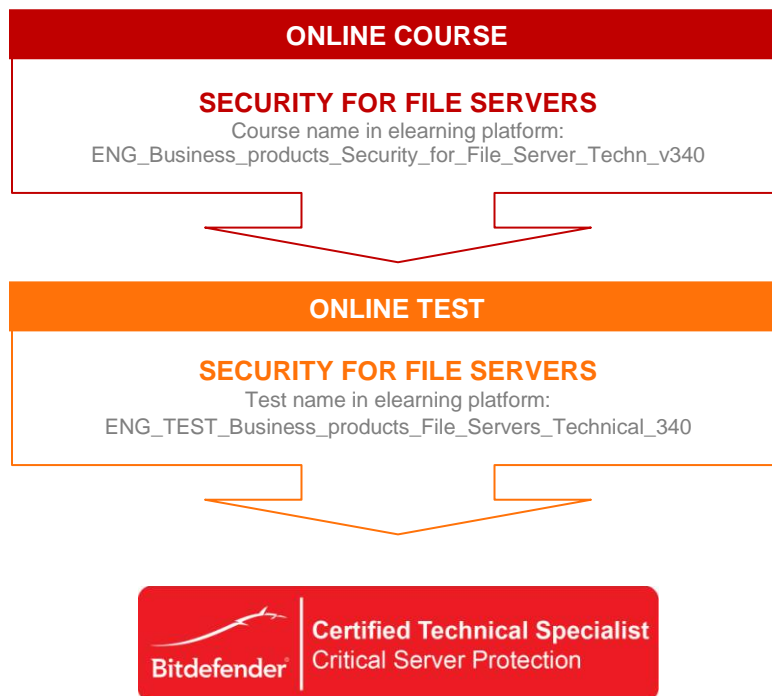 ONLINE COURSE
SECURITY FOR FILE SERVERS
Course name in elearning platform:
ENG_Business_products_Security_for_File_Server_Techn_v340
ONLINE TEST
SECURITY FOR FILE SERVERS
Test name in elearning platform:
ENG_TEST_Business_products_File_Servers_Technical_340
Bitdefender
Certified Technical Specialist
Critical Server Protection